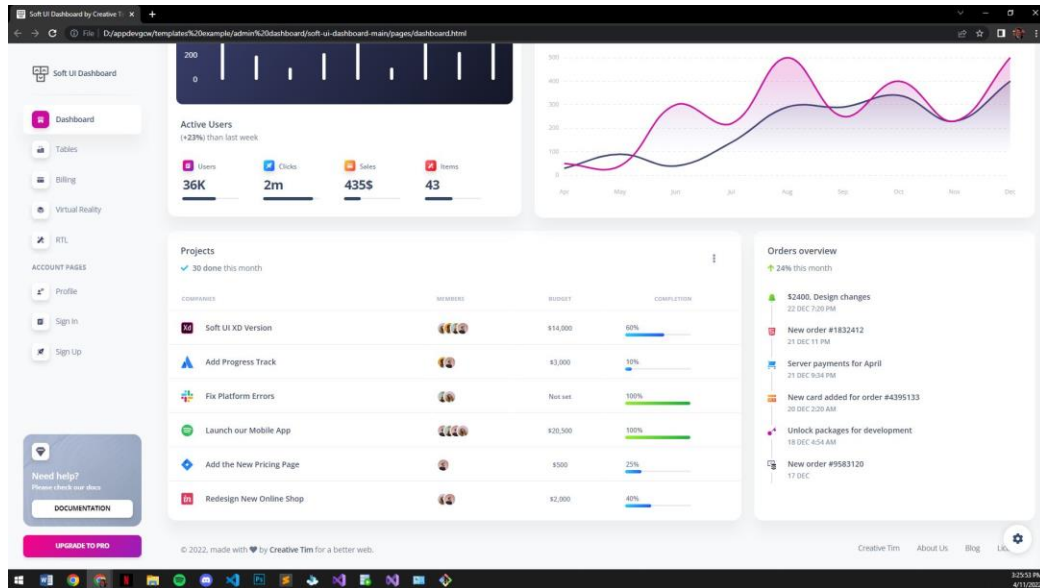 Soft UI Dashboard by Creative T
File D:/appdevgcw/templates%20example/admin%20dashboard/soft-ui-dashboard-main/pages/dashboard.html
Soft UI Dashboard
Dashboard
Tables
Billing
Virtual Reality
RTL
ACCOUNT PAGES
Profile
Sign In
Sign Up
Need help?
Please check our docs
DOCUMENTATION
UPGRADE TO PRO
200
0
Active Users
(+23%) than last week
Users
Clicks
Sales
Items
36K
2m
435$
43
500
400
300
200
100
0
Apr May Jun Jul Aug Sep Oct Nov Dec
Projects
30 done this month
COMPANIES MEMBERS BUDGET COMPLETION
Xd Soft UI XD Version $14,000 60%
Add Progress Track $3,000 10%
Fix Platform Errors Not set 100%
Launch our Mobile App $20,500 100%
Add the New Pricing Page $500 25%
in Redesign New Online Shop $2,000 40%
Orders overview
24% this month
$2400, Design changes
22 DEC 7:20 PM
New order #1832412
21 DEC 11 PM
Server payments for April
21 DEC 9:34 PM
New card added for order #4395133
20 DEC 2:20 AM
Unlock packages for development
18 DEC 4:54 AM
New order #9583120
17 DEC
© 2022, made with by Creative Tim for a better web.
Creative Tim About Us Blog
3:25:53 PM
4/11/2022